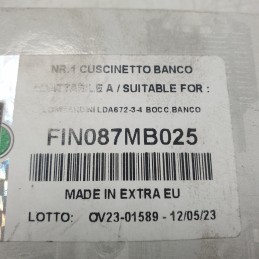 NR.1 CUSCINETTO BANCO
ADATTABILE A / SUITABLE FOR :
LDA672-3-4 BOCC.BANCO
FIN087MB025
MADE IN EXTRA EU
LOTTO: OV23-01589 - 12/05/23